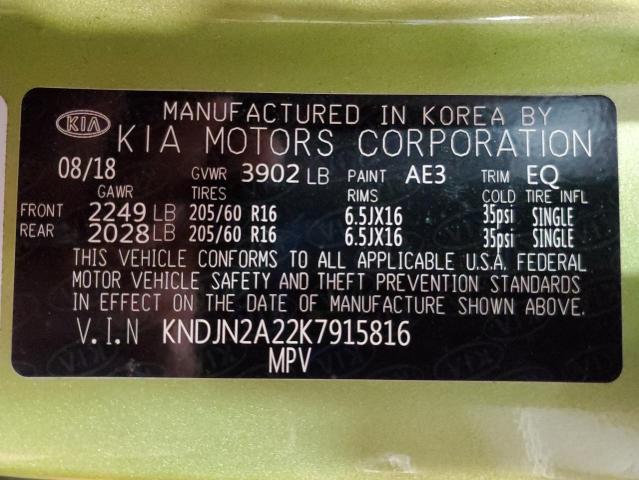 MANUFACTURED IN KOREA BY
KIA KIA MOTORS CORPORATION
08/18 GVWR 3902 LB PAINT AE3 TRIM EQ
GAWR TIRES RIMS COLD TIRE INFL
FRONT 2249 LB 205/60 R16 6.5JX16 35psi SINGLE
REAR 2028 LB 205/60 R16 6.5JX16 35psi SINGLE
THIS VEHICLE CONFORMS TO ALL APPLICABLE U.S.A. FEDERAL
MOTOR VEHICLE SAFETY AND THEFT PREVENTION STANDARDS
IN EFFECT ON THE DATE OF MANUFACTURE SHOWN ABOVE.
V.I.N KNDJN2A22K7915816
MPV